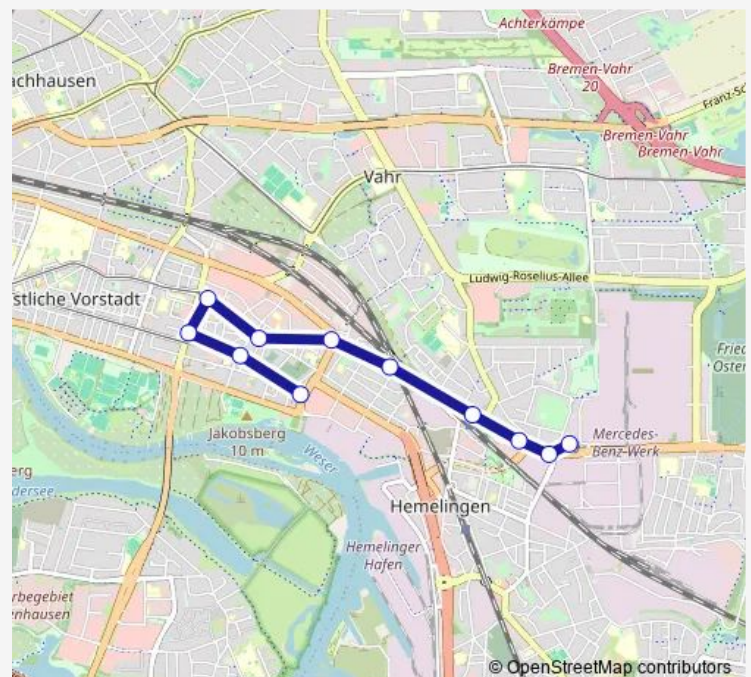 Achterkämpe
achhausen
Bremen-Vahr
20
Franz-Sc
Bremen-Vahr
Bremen-Vahr
Vahr
Ludwig-Roselius-Allee
stliche Vorstadt
Fried
Oster
Jakobsberg
10 m
Weser
Mercedes-
Benz-Werk
erg
dersee
Hemelingen
Hemelinger
Hafen
rbegebiet
enhausen
© OpenStreetMap contributors